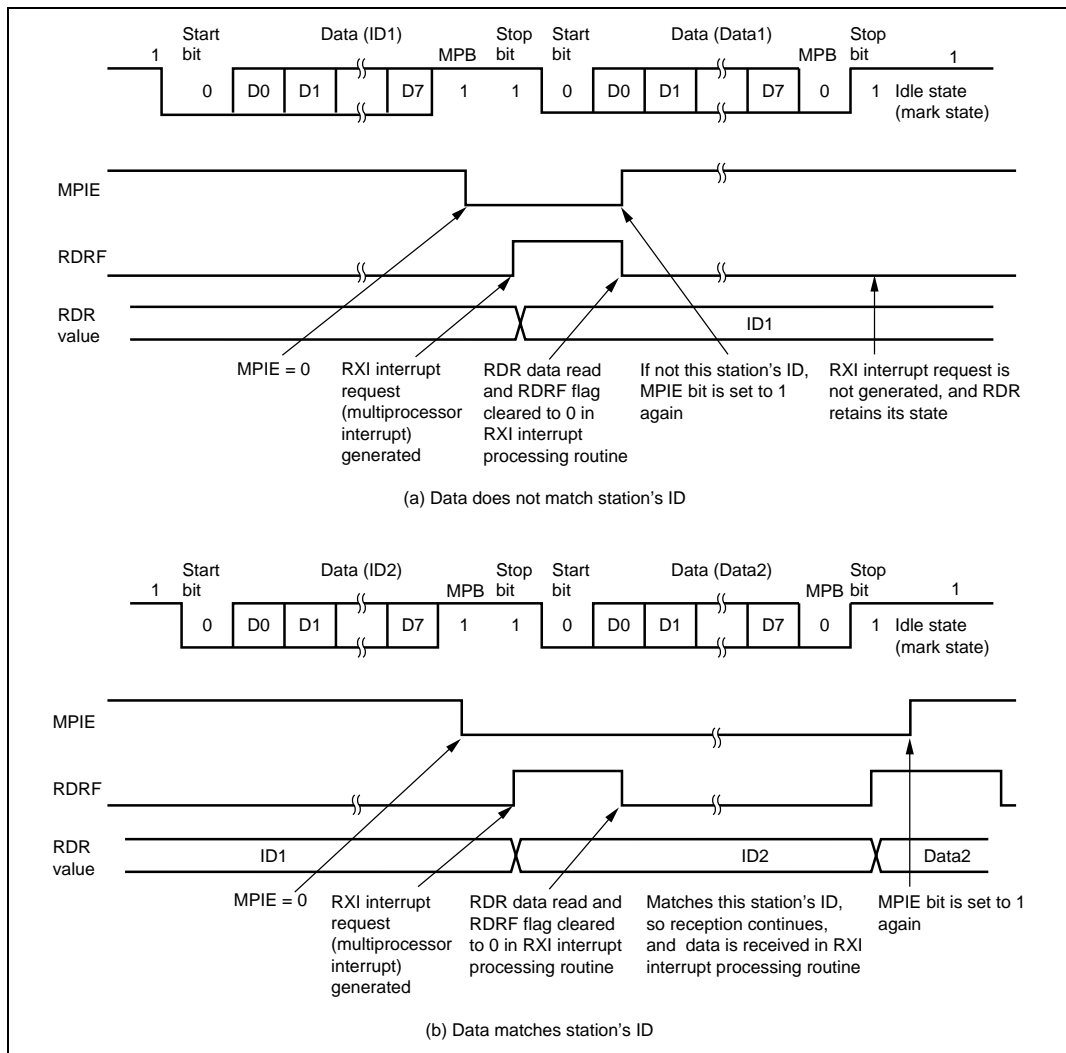 Start bit Data (ID1) Stop bit Start bit Data (Data1) Stop bit
1 MPB MPB 1
0 D0 D1 D7 1 1 0 D0 D1 D7 0 1 Idle state (mark state)
MPIE
RDRF
RDR value
ID1
MPIE = 0
RXI interrupt
request
(multiprocessor
interrupt)
generated
RDR data read
and RDRF flag
cleared to 0 in
RXI interrupt
processing routine
If not this station's ID,
MPIE bit is set to 1
again
RXI interrupt request is
not generated, and RDR
retains its state
(a) Data does not match station's ID
Start bit Data (ID2) Stop bit Start bit Data (Data2) Stop bit
1 MPB MPB 1
0 D0 D1 D7 1 1 0 D0 D1 D7 0 1 Idle state (mark state)
MPIE
RDRF
RDR value
ID1 ID2 Data2
MPIE = 0
RXI interrupt
request
(multiprocessor
interrupt)
generated
RDR data read and
RDRF flag cleared
to 0 in RXI interrupt
processing routine
Matches this station's ID,
so reception continues,
and data is received in RXI
interrupt processing routine
MPIE bit is set to 1
again
(b) Data matches station's ID